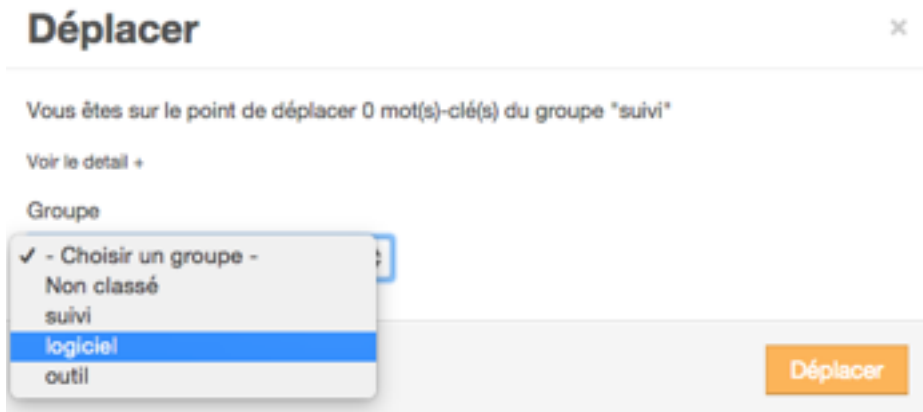 Déplacer ×
Vous êtes sur le point de déplacer 0 mot(s)-clé(s) du groupe "suivi"
Voir le detail +
Groupe
✓ - Choisir un groupe -
Non classé
suivi
logiciel
outil
Déplacer